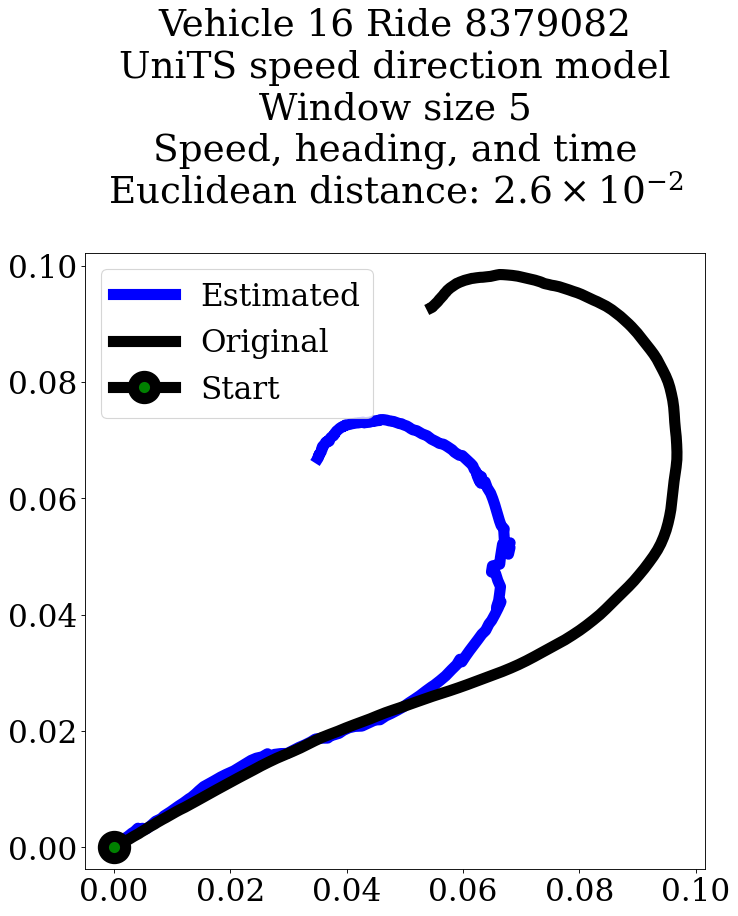 Vehicle 16 Ride 8379082
UniTS speed direction model
Window size 5
Speed, heading, and time
Euclidean distance: 2.6 × 10⁻²
0.10
0.08
0.06
0.04
0.02
0.00
Estimated
Original
Start
0.00 0.02 0.04 0.06 0.08 0.10